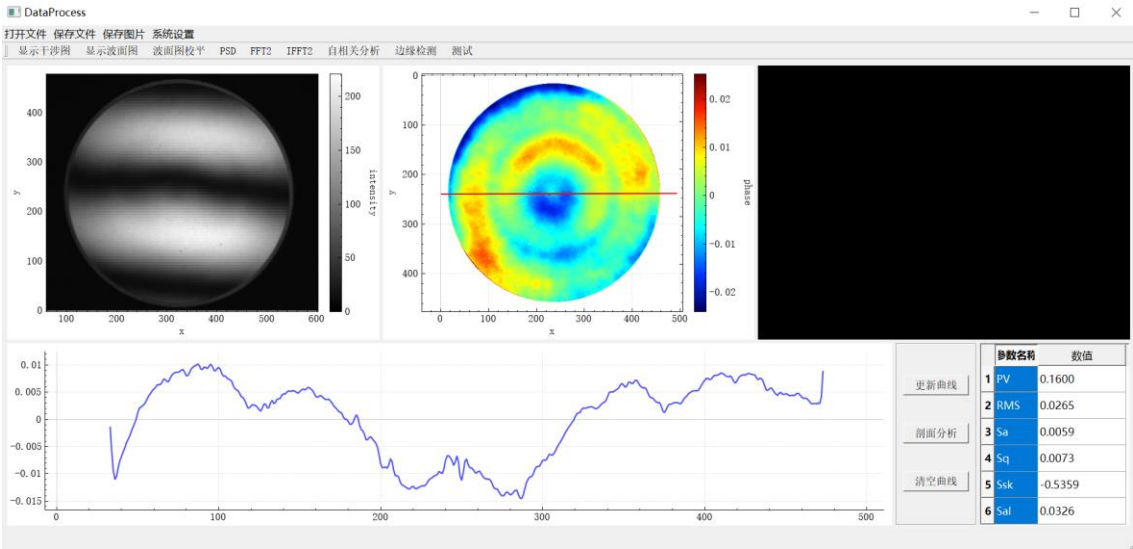 DataProcess
打开文件 保存文件 保存图片 系统设置
显示干涉图 显示波面图 波面图校平 PSD FFT2 IFFT2 自相关分析 边缘检测 测试
400
300
200
100
0
y
100 200 300 400 500 600
x
200
150
100
50
0
intensity
0
100
200
300
400
y
0 100 200 300 400 500
x
0.02
0.01
0
-0.01
-0.02
phase
0.01
0.005
0
-0.005
-0.01
-0.015
0 100 200 300 400 500
更新曲线
剖面分析
清空曲线
参数名称 数值
1 PV 0.1600
2 RMS 0.0265
3 Sa 0.0059
4 Sq 0.0073
5 Ssk -0.5359
6 Sal 0.0326